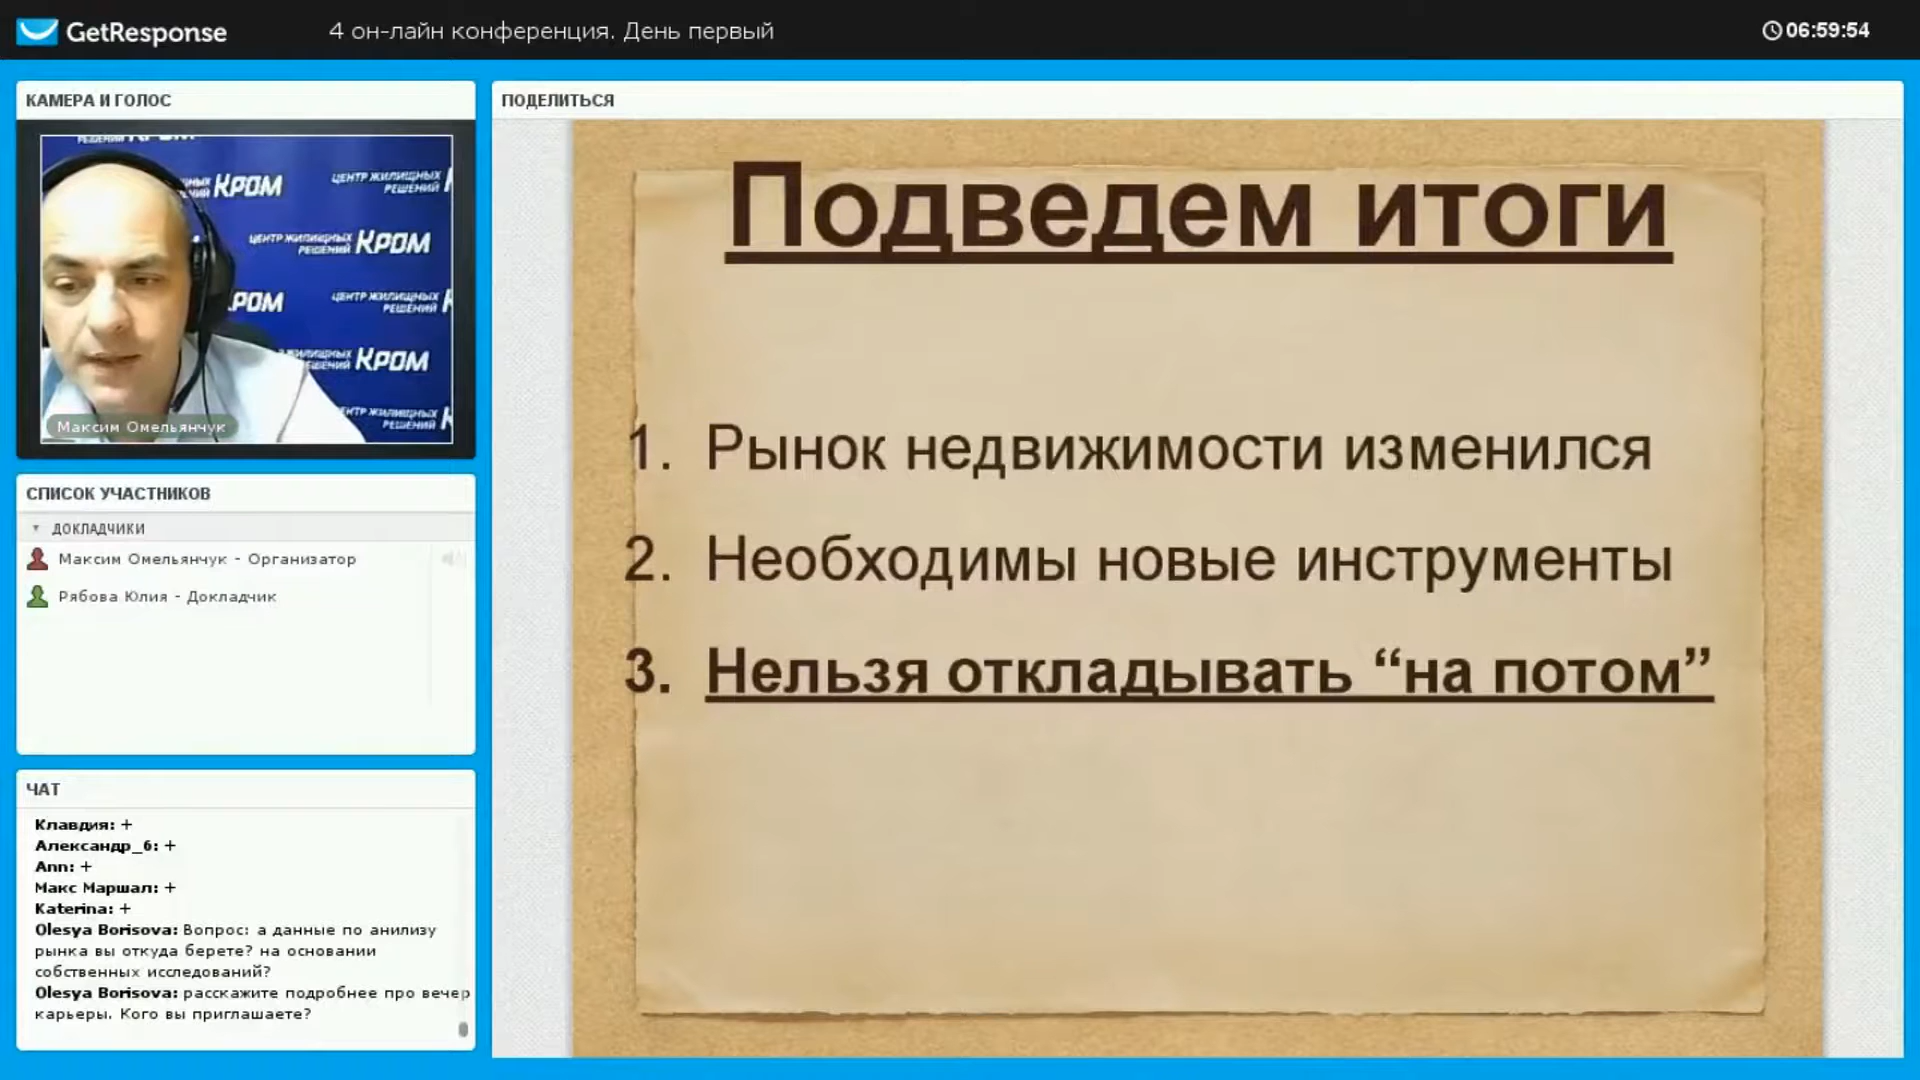 GetResponse
4 он-лайн конференция. День первый
06:59:54
КАМЕРА И ГОЛОС
ЦЕНТР ЖИЛИЩНЫХ РЕШЕНИЙ
КРОМ
ЦЕНТР ЖИЛИЩНЫХ РЕШЕНИЙ КРОМ
ЦЕНТР ЖИЛИЩНЫХ РЕШЕНИЙ
КРОМ
ЦЕНТР ЖИЛИЩНЫХ РЕШЕНИЙ
Максим Омельянчук
СПИСОК УЧАСТНИКОВ
ДОКЛАДЧИКИ
Максим Омельянчук - Организатор
Рябова Юлия - Докладчик
ЧАТ
Клавдия: +
Александр_6: +
Ann: +
Макс Маршал: +
Katerina: +
Olesya Borisova: Вопрос: а данные по анилизу
рынка вы откуда берете? на основании
собственных исследований?
Olesya Borisova: расскажите подробнее про вечер
карьеры. Кого вы приглашаете?
ПОДЕЛИТЬСЯ
Подведем итоги
1. Рынок недвижимости изменился
2. Необходимы новые инструменты
3. Нельзя откладывать “на потом”